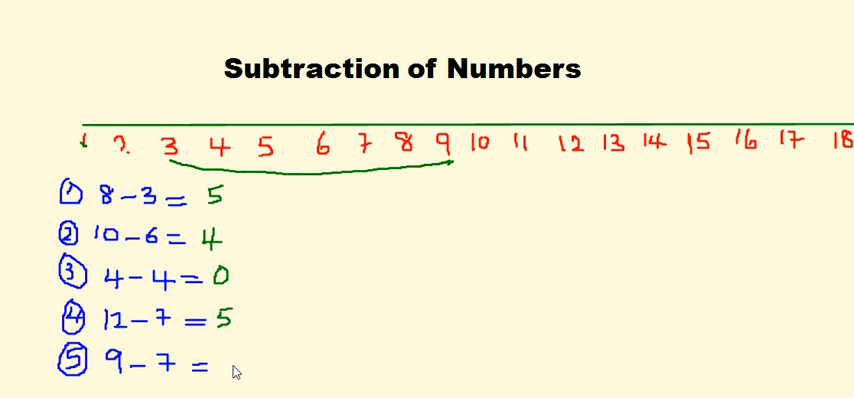 Subtraction of Numbers
1 2. 3 4 5 6 7 8 9 10 11 12 13 14 15 16 17 18
① 8-3 = 5
② 10-6 = 4
③ 4-4 = 0
④ 12-7 = 5
⑤ 9-7 =